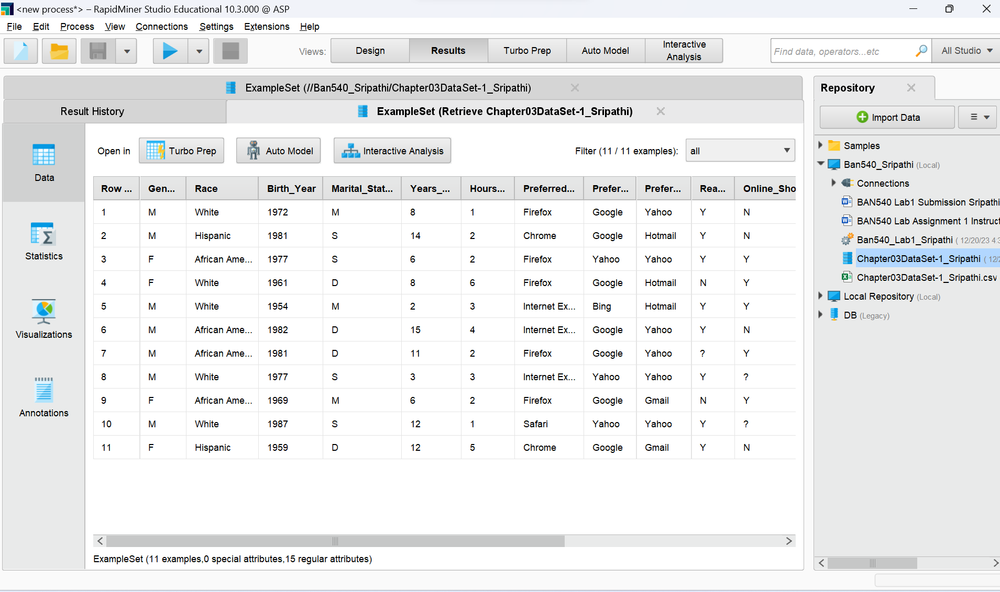 <new process*> – RapidMiner Studio Educational 10.3.000 @ ASP
File Edit Process View Connections Settings Extensions Help
Views: Design Results Turbo Prep Auto Model Interactive Analysis Find data, operators...etc All Studio
ExampleSet (//Ban540_Sripathi/Chapter03DataSet-1_Sripathi)
Result History ExampleSet (Retrieve Chapter03DataSet-1_Sripathi)
Open in Turbo Prep Auto Model Interactive Analysis Filter (11 / 11 examples): all
Data
Statistics
Visualizations
Annotations
Row ... Gen... Race Birth_Year Marital_Stat... Years_... Hours... Preferred... Prefer... Prefer... Rea... Online_Sho
1 M White 1972 M 8 1 Firefox Google Yahoo Y N
2 M Hispanic 1981 S 14 2 Chrome Google Hotmail Y N
3 F African Ame... 1977 S 6 2 Firefox Yahoo Yahoo Y Y
4 F White 1961 D 8 6 Firefox Google Hotmail N Y
5 M White 1954 M 2 3 Internet Ex... Bing Hotmail Y Y
6 M African Ame... 1982 D 15 4 Internet Ex... Google Yahoo Y N
7 M African Ame... 1981 D 11 2 Firefox Google Yahoo ? Y
8 M White 1977 S 3 3 Internet Ex... Yahoo Yahoo Y ?
9 F African Ame... 1969 M 6 2 Firefox Google Gmail N Y
10 M White 1987 S 12 1 Safari Yahoo Yahoo Y ?
11 F Hispanic 1959 D 12 5 Chrome Google Gmail Y N
ExampleSet (11 examples,0 special attributes,15 regular attributes)
Repository
Import Data
Samples
Ban540_Sripathi (Local)
Connections
BAN540 Lab1 Submission Sripathi
BAN540 Lab Assignment 1 Instruct
Ban540_Lab1_Sripathi ( 12/20/23 4:3
Chapter03DataSet-1_Sripathi ( 12/2
Chapter03DataSet-1_Sripathi.csv
Local Repository (Local)
DB (Legacy)